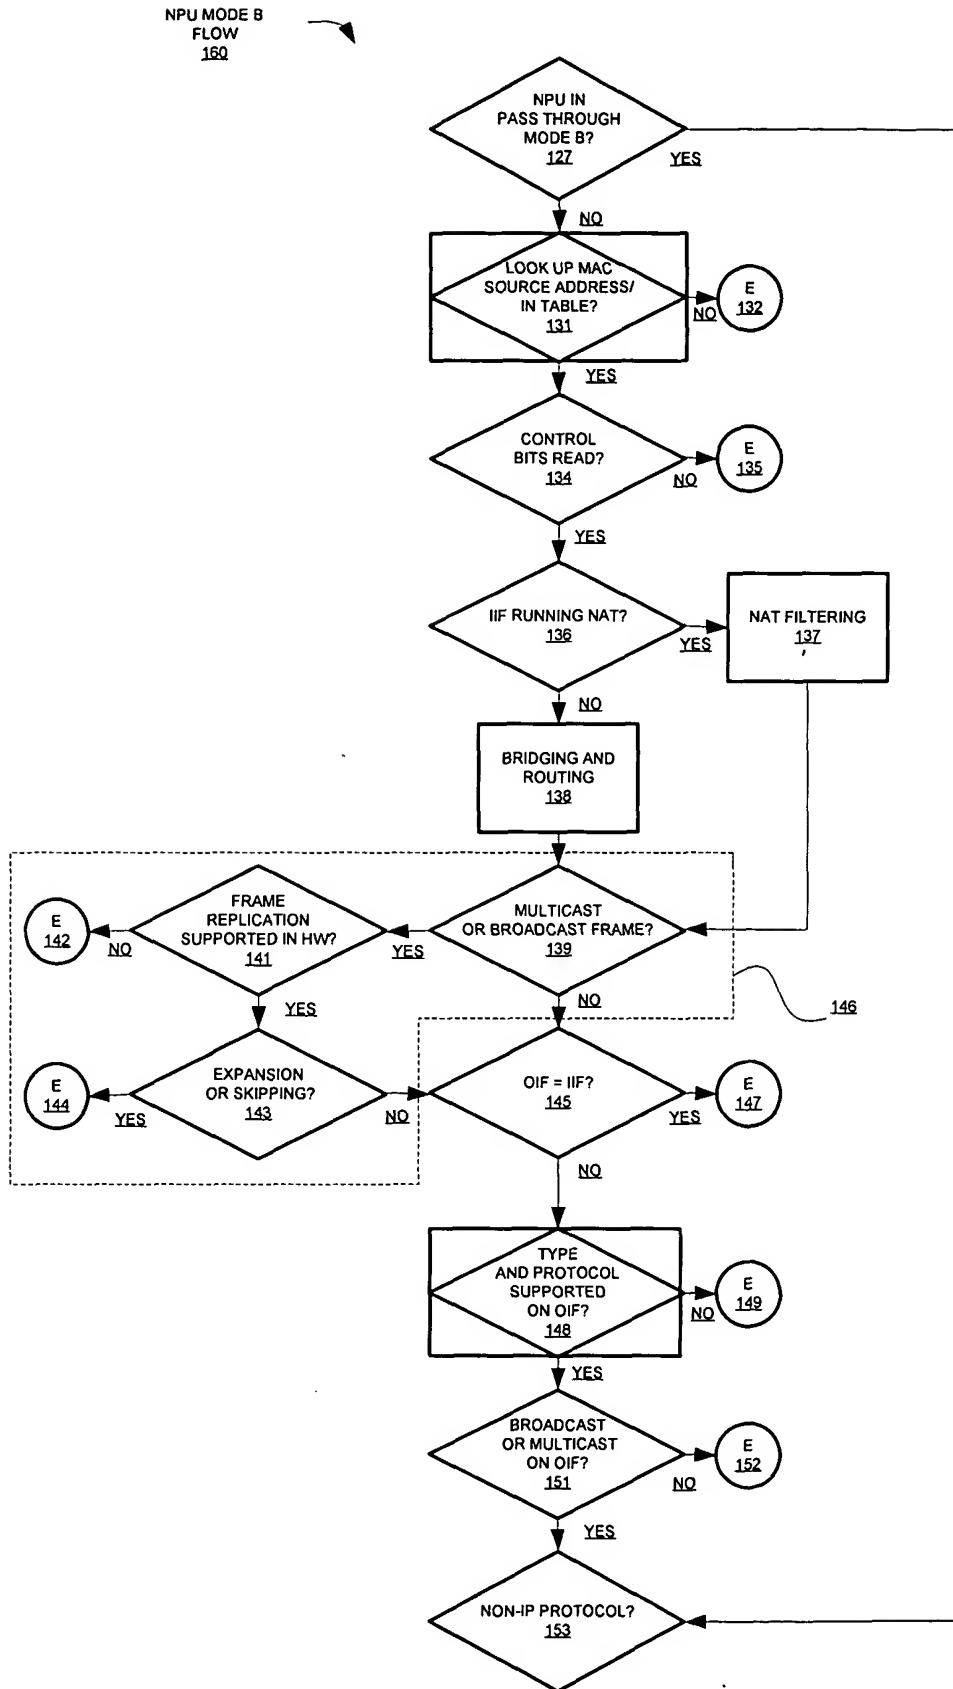 NPU MODE B
FLOW
160
NPU IN
PASS THROUGH
MODE B?
127
YES
NO
LOOK UP MAC
SOURCE ADDRESS/
IN TABLE?
131
NO
E
132
YES
CONTROL
BITS READ?
134
NO
E
135
YES
IIF RUNNING NAT?
136
YES
NAT FILTERING
137
NO
BRIDGING AND
ROUTING
138
E
142
NO
FRAME
REPLICATION
SUPPORTED IN HW?
141
YES
MULTICAST
OR BROADCAST FRAME?
139
YES
NO
146
E
144
YES
EXPANSION
OR SKIPPING?
143
NO
OIF = IIF?
145
YES
E
147
NO
TYPE
AND PROTOCOL
SUPPORTED
ON OIF?
148
NO
E
149
YES
BROADCAST
OR MULTICAST
ON OIF?
151
NO
E
152
YES
NON-IP PROTOCOL?
153